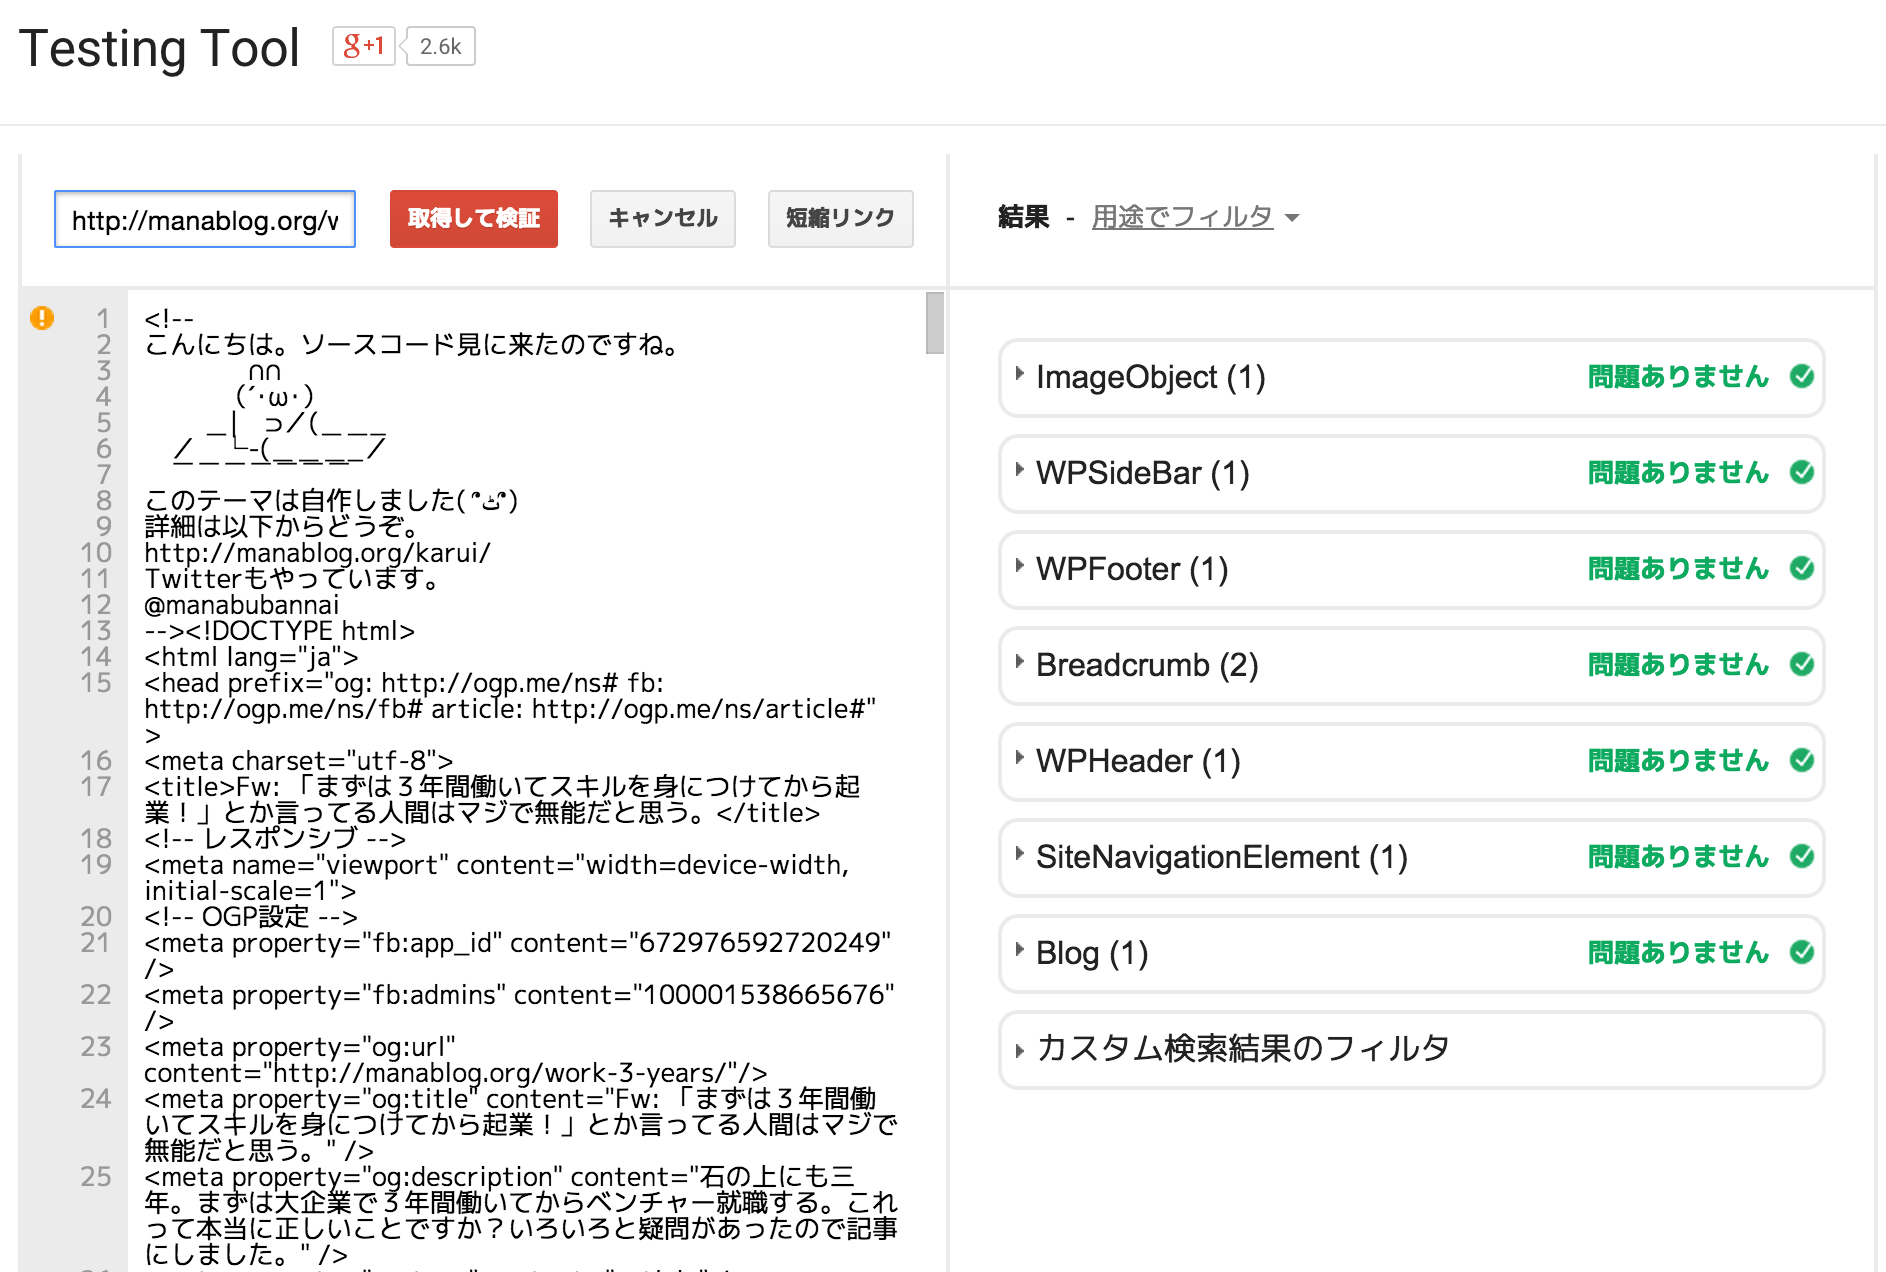 Testing Tool
g+1 2.6k
http://manablog.org/w
取得して検証
キャンセル
短縮リンク
結果 - 用途でフィルタ
1 <!--
2 こんにちは。ソースコード見に来たのですね。
3 ∩∩
4 (´･ω･)
5 ＿|　⊃／(＿＿_
6 ／　└-(＿＿＿_／
7 ￣￣￣￣￣￣￣
8 このテーマは自作しました( ͡° ͜ʖ ͡°)
9 詳細は以下からどうぞ。
10 http://manablog.org/karui/
11 Twitterもやっています。
12 @manabubannai
13 --><!DOCTYPE html>
14 <html lang="ja">
15 <head prefix="og: http://ogp.me/ns# fb:
http://ogp.me/ns/fb# article: http://ogp.me/ns/article#"
>
16 <meta charset="utf-8">
17 <title>Fw: 「まずは３年間働いてスキルを身につけてから起
業！」とか言ってる人間はマジで無能だと思う。</title>
18 <!-- レスポンシブ -->
19 <meta name="viewport" content="width=device-width,
initial-scale=1">
20 <!-- OGP設定 -->
21 <meta property="fb:app_id" content="672976592720249"
/>
22 <meta property="fb:admins" content="100001538665676"
/>
23 <meta property="og:url"
content="http://manablog.org/work-3-years/"/>
24 <meta property="og:title" content="Fw: 「まずは３年間働
いてスキルを身につけてから起業！」とか言ってる人間はマジで
無能だと思う。" />
25 <meta property="og:description" content="石の上にも三
年。まずは大企業で３年間働いてからベンチャー就職する。これ
って本当に正しいことですか？いろいろと疑問があったので記事
にしました。" />
ImageObject (1) 問題ありません
WPSideBar (1) 問題ありません
WPFooter (1) 問題ありません
Breadcrumb (2) 問題ありません
WPHeader (1) 問題ありません
SiteNavigationElement (1) 問題ありません
Blog (1) 問題ありません
カスタム検索結果のフィルタ